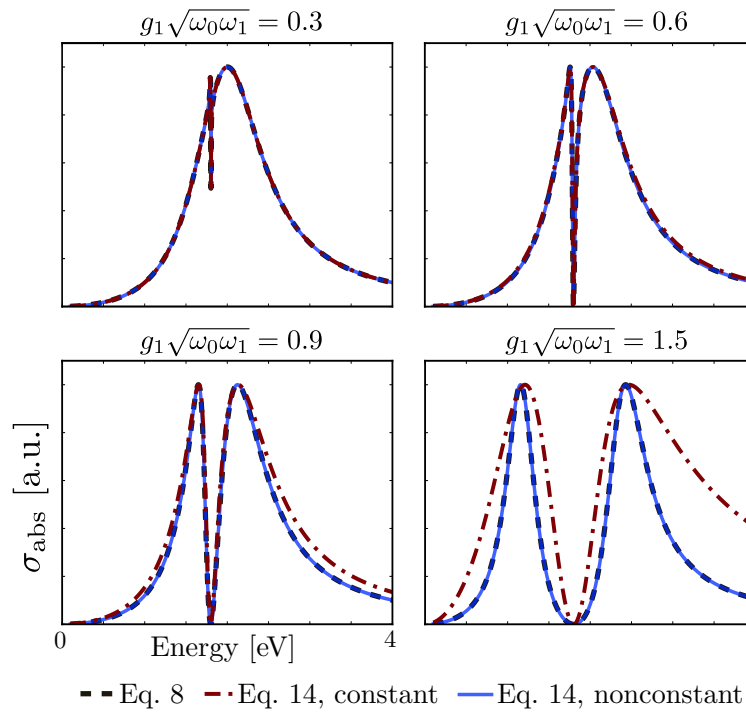 g₁√ω₀ω₁ = 0.3
g₁√ω₀ω₁ = 0.6
g₁√ω₀ω₁ = 0.9
g₁√ω₀ω₁ = 1.5
σ_abs [a.u.]
0
Energy [eV]
4
Eq. 8
Eq. 14, constant
Eq. 14, nonconstant